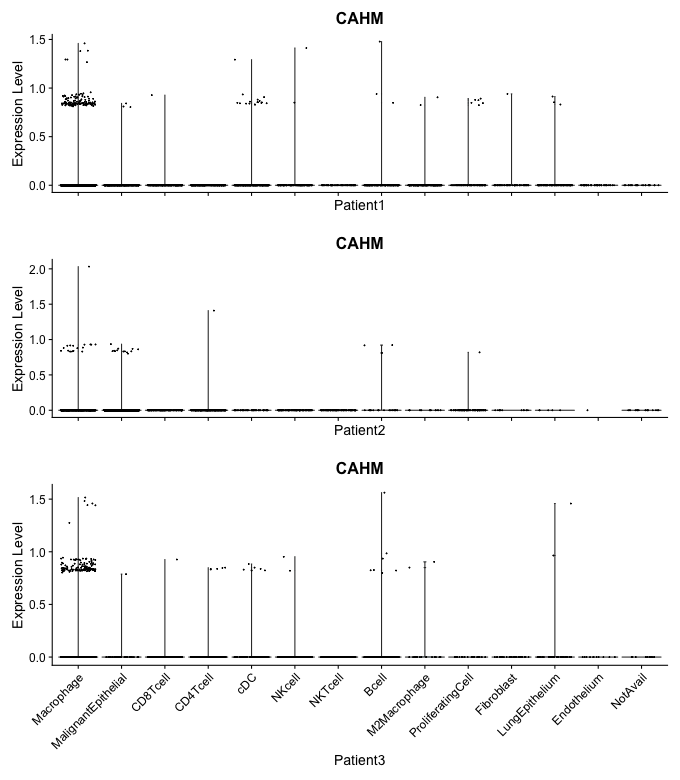 CAHM
Expression Level
1.5
1.0
0.5
0.0
Patient1
CAHM
Expression Level
2.0
1.5
1.0
0.5
0.0
Patient2
CAHM
Expression Level
1.5
1.0
0.5
0.0
Macrophage
MalignantEpithelial
CD8Tcell
CD4Tcell
cDC
NKcell
NKTcell
Bcell
M2Macrophage
ProliferatingCell
Fibroblast
LungEpithelium
Endothelium
NotAvail
Patient3